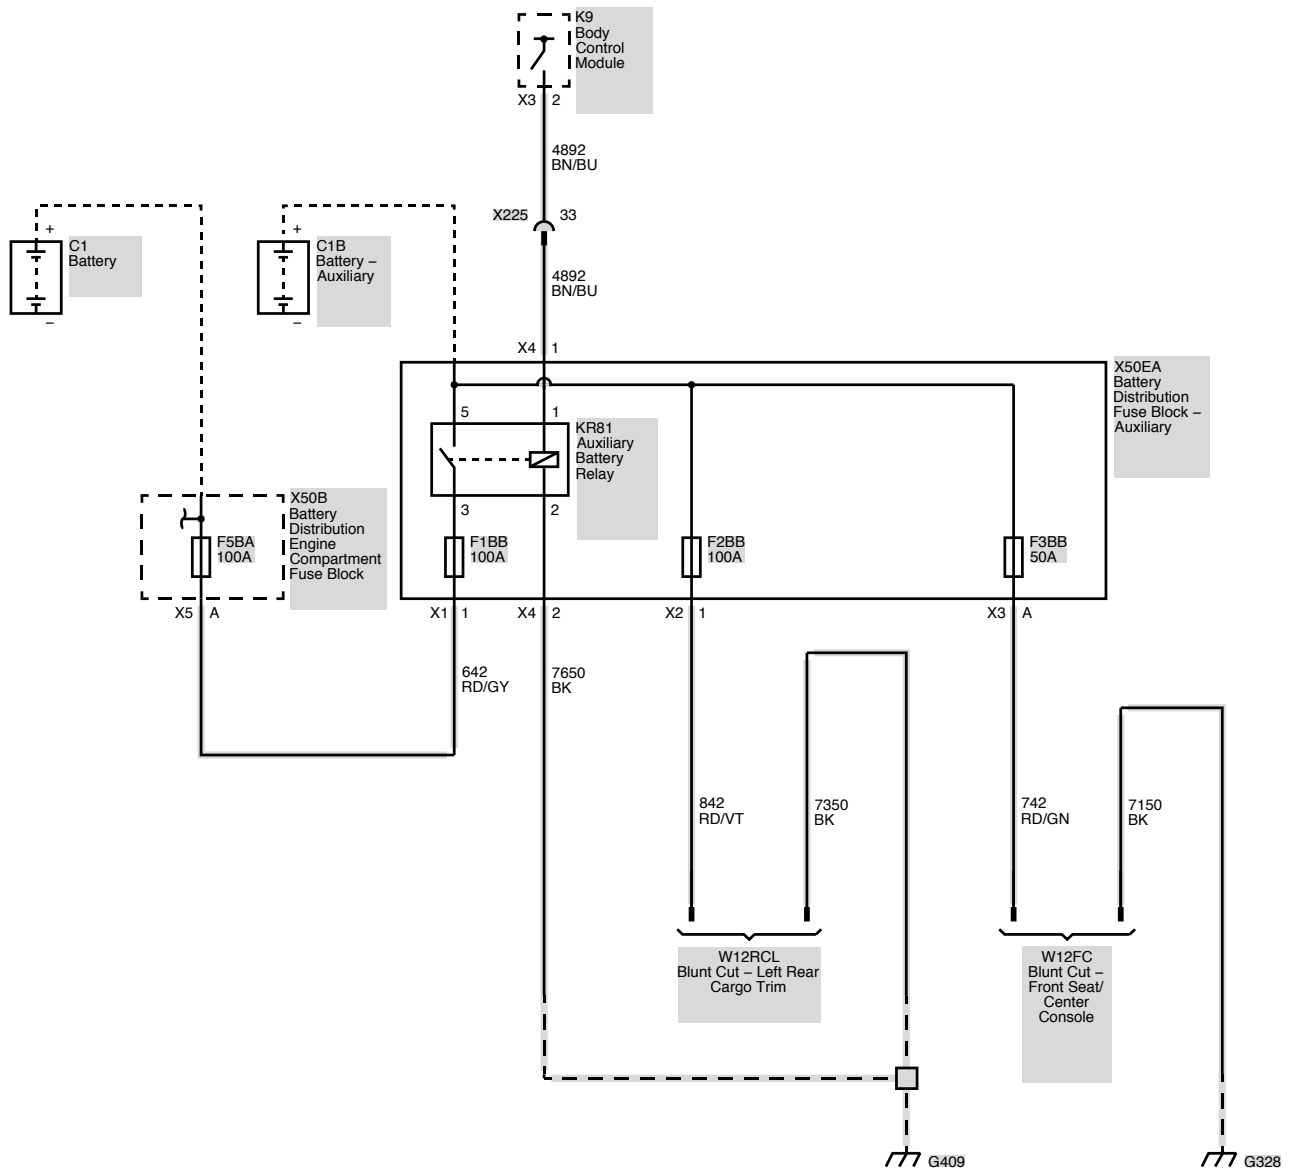 K9
Body
Control
Module
X3 2
4892
BN/BU
X225 33
+
C1
Battery
−
+
C1B
Battery –
Auxiliary
−
4892
BN/BU
X4 1
X50EA
Battery
Distribution
Fuse Block –
Auxiliary
5 1
KR81
Auxiliary
Battery
Relay
3 2
X50B
Battery
Distribution
Engine
Compartment
Fuse Block
F5BA
100A
F1BB
100A
F2BB
100A
F3BB
50A
X5 A
X1 1
X4 2
X2 1
X3 A
642
RD/GY
7650
BK
842
RD/VT
7350
BK
742
RD/GN
7150
BK
W12RCL
Blunt Cut – Left Rear
Cargo Trim
W12FC
Blunt Cut –
Front Seat/
Center
Console
G409
G328